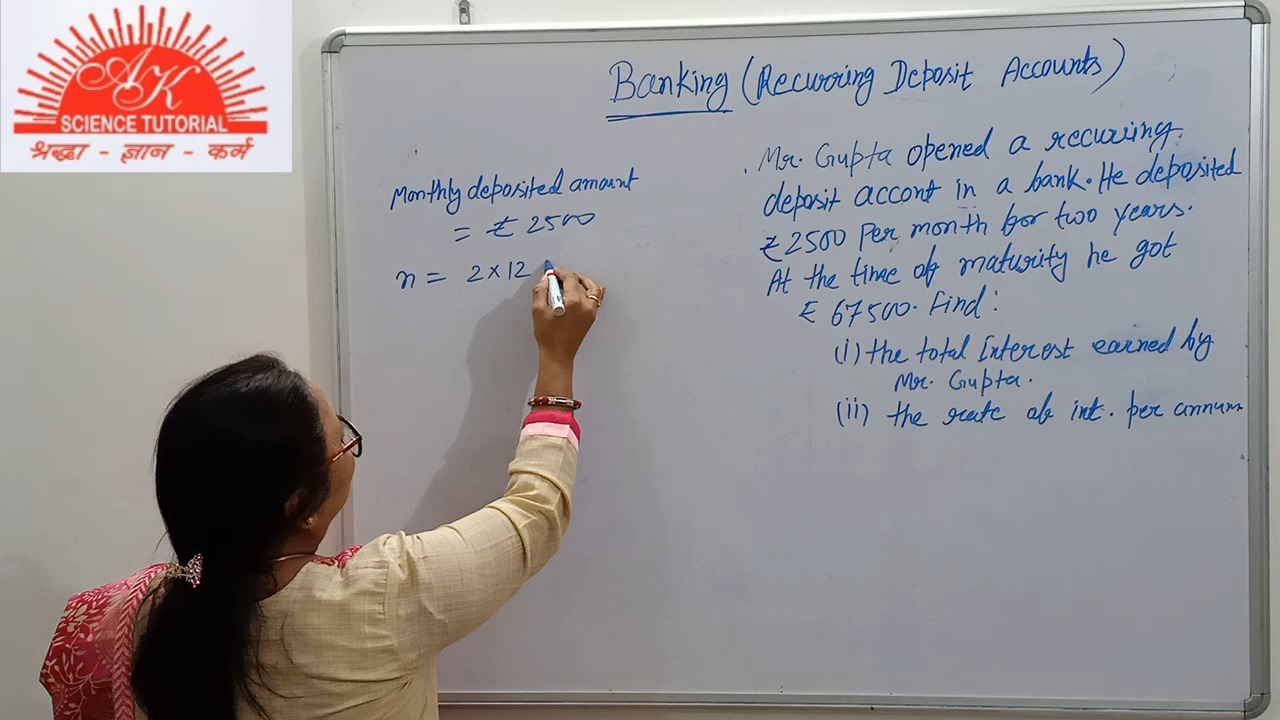 AK
SCIENCE TUTORIAL
श्रद्धा - ज्ञान - कर्म
Banking (Recurring Deposit Accounts)
Monthly deposited amount
= ₹ 2500
n = 2×12
Mr. Gupta opened a recuring
deposit accont in a bank. He deposited
₹ 2500 Per month for two years.
At the time of maturity he got
₹ 67500. Find:
(i) the total Interest earned by
Mr. Gupta.
(ii) the rate of int. per annum